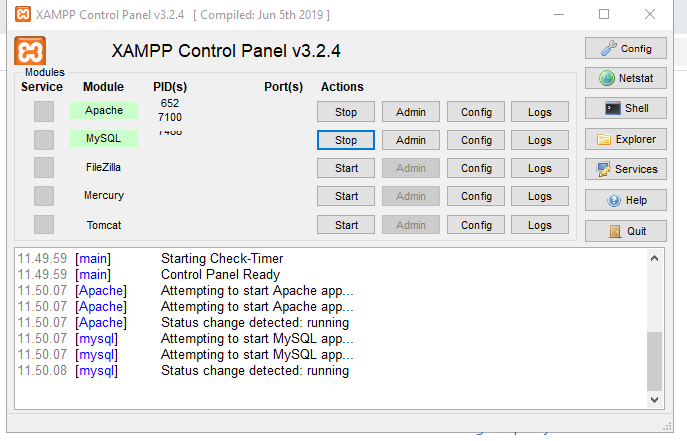 XAMPP Control Panel v3.2.4 [ Compiled: Jun 5th 2019 ]
XAMPP Control Panel v3.2.4
Config
Modules
Service Module PID(s) Port(s) Actions
Netstat
Apache 652 7100 Stop Admin Config Logs
Shell
MySQL 7488 Stop Admin Config Logs
Explorer
FileZilla Start Admin Config Logs
Services
Mercury Start Admin Config Logs
Help
Tomcat Start Admin Config Logs
Quit
11.49.59 [main] Starting Check-Timer
11.49.59 [main] Control Panel Ready
11.50.07 [Apache] Attempting to start Apache app...
11.50.07 [Apache] Attempting to start Apache app...
11.50.07 [Apache] Status change detected: running
11.50.07 [mysql] Attempting to start MySQL app...
11.50.07 [mysql] Attempting to start MySQL app...
11.50.08 [mysql] Status change detected: running